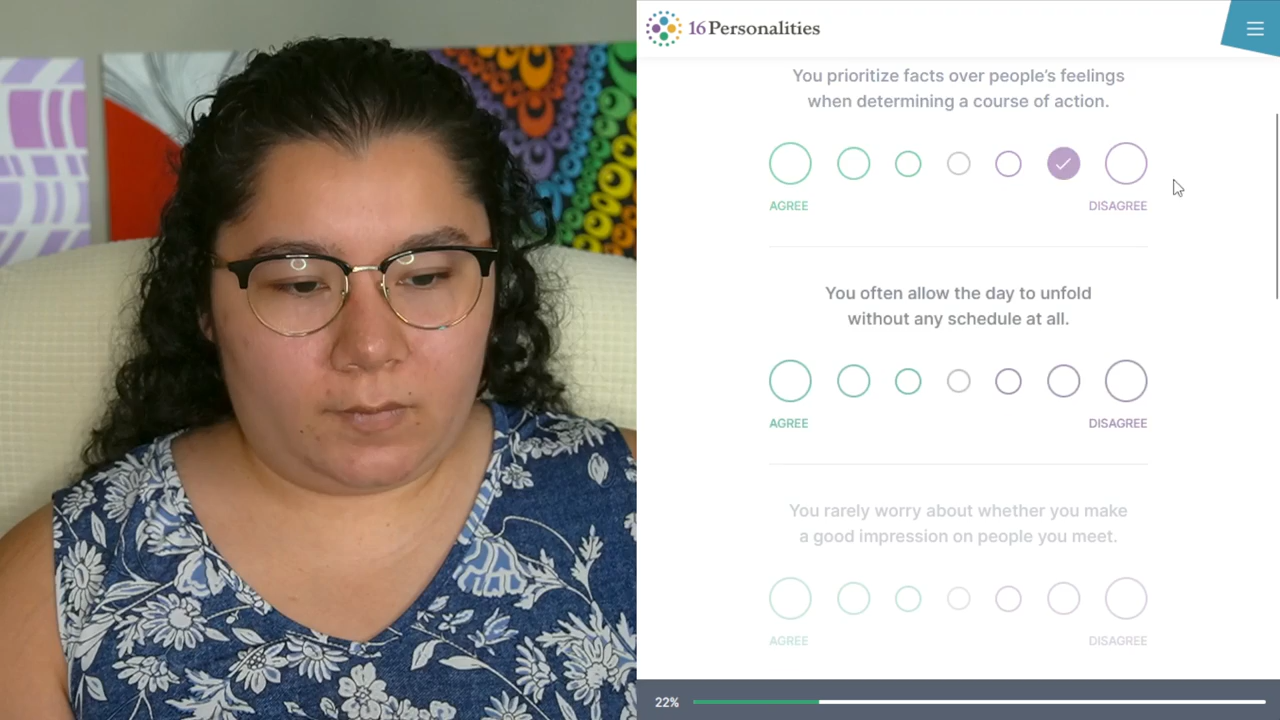 16Personalities
You prioritize facts over people's feelings
when determining a course of action.
AGREE
DISAGREE
You often allow the day to unfold
without any schedule at all.
AGREE
DISAGREE
You rarely worry about whether you make
a good impression on people you meet.
AGREE
DISAGREE
22%